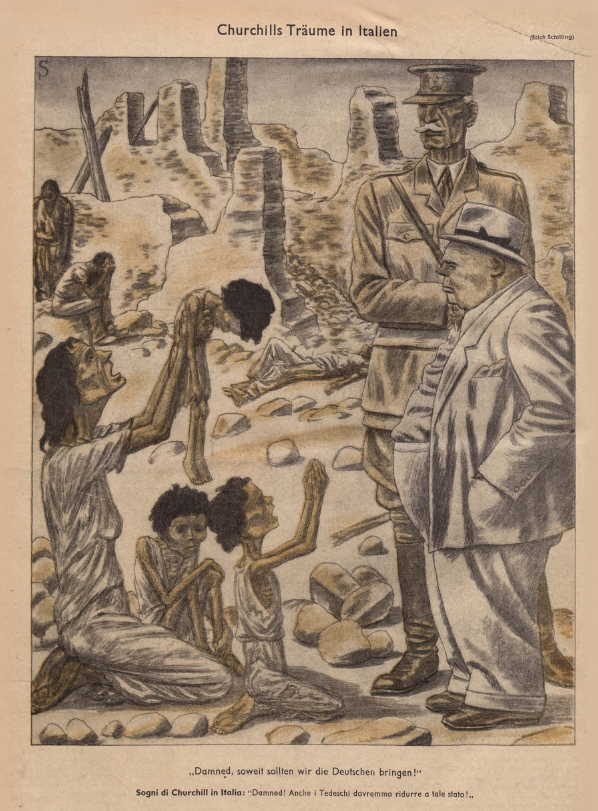 Churchills Träume in Italien
(Erich Schilling)
S
„Damned, soweit sollten wir die Deutschen bringen!“
Sogni di Churchill in Italia: "Damned! Anche i Tedeschi dovremmo ridurre a tale stato!„